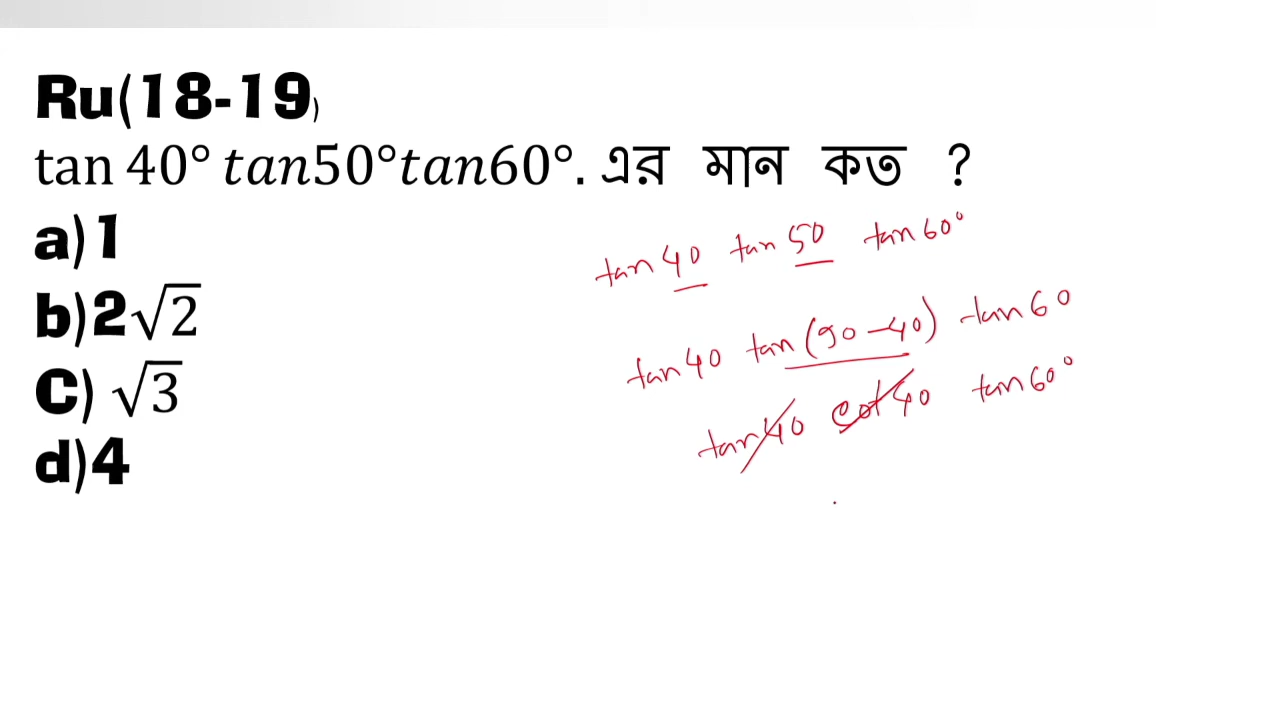 Ru(18-19)
tan 40° tan50°tan60°. এর মান কত ?
a)1
b)2√2
C) √3
d)4
tan 40 tan 50 tan 60°
tan 40 tan (90-40) tan 60
tan 40 cot 40 tan 60°